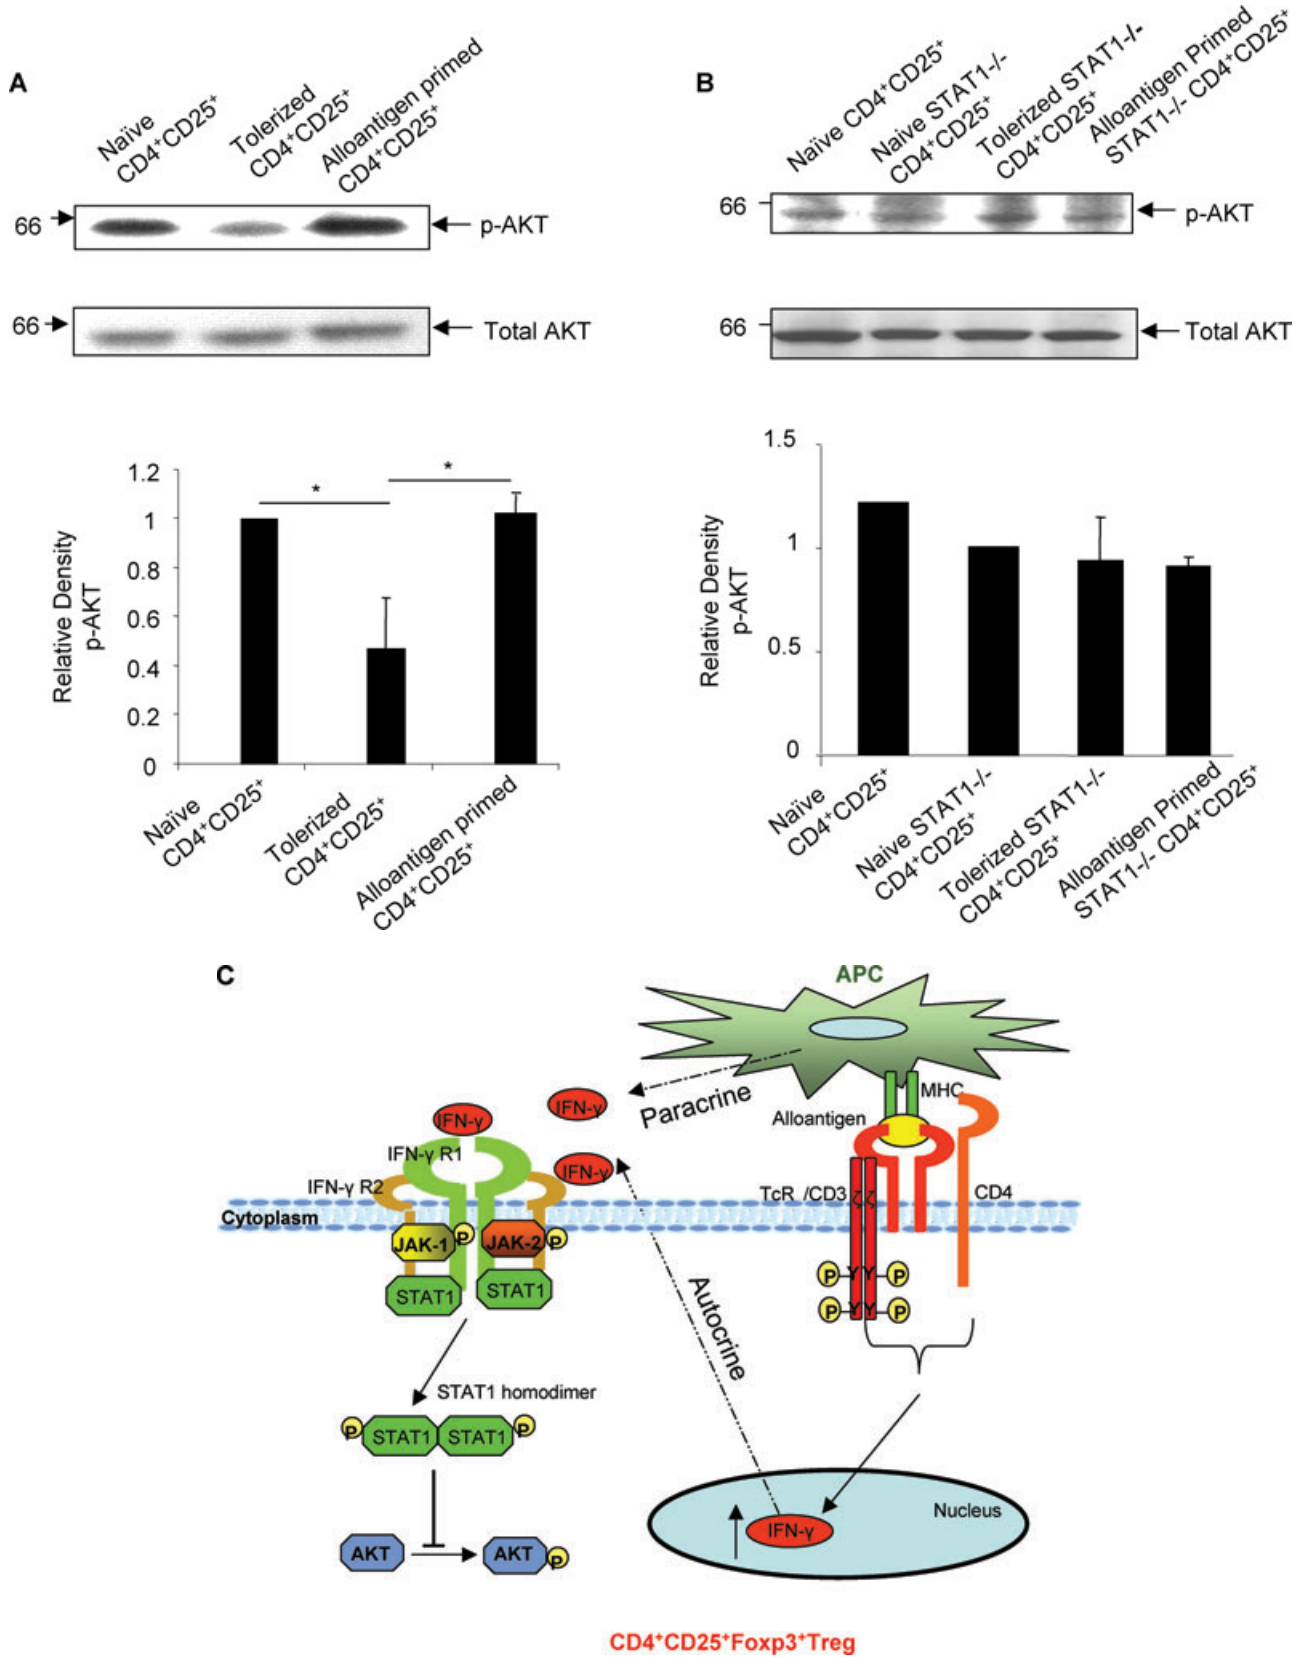 A
Naïve
CD4+CD25+
Tolerized
CD4+CD25+
Alloantigen primed
CD4+CD25+
66
p-AKT
66
Total AKT
1.2
1
0.8
0.6
0.4
0.2
0
Relative Density
p-AKT
*
*
Naïve
CD4+CD25+
Tolerized
CD4+CD25+
Alloantigen primed
CD4+CD25+
B
Naïve CD4+CD25+
Naive STAT1-/-
CD4+CD25+
Tolerized STAT1-/-
CD4+CD25+
Alloantigen Primed
STAT1-/- CD4+CD25+
66
p-AKT
66
Total AKT
1.5
1
0.5
0
Relative Density
p-AKT
Naïve
CD4+CD25+
Naive STAT1-/-
CD4+CD25+
Tolerized STAT1-/-
CD4+CD25+
Alloantigen Primed
STAT1-/- CD4+CD25+
C
APC
Paracrine
MHC
Alloantigen
IFN-γ
IFN-γ
IFN-γ
IFN-γ R1
IFN-γ R2
TcR /CD3
ζ ζ
CD4
Cytoplasm
JAK-1
P
JAK-2
P
STAT1
STAT1
P Y Y P
P Y Y P
Autocrine
STAT1 homodimer
P STAT1 STAT1 P
Nucleus
IFN-γ
AKT
AKT P
CD4+CD25+Foxp3+Treg